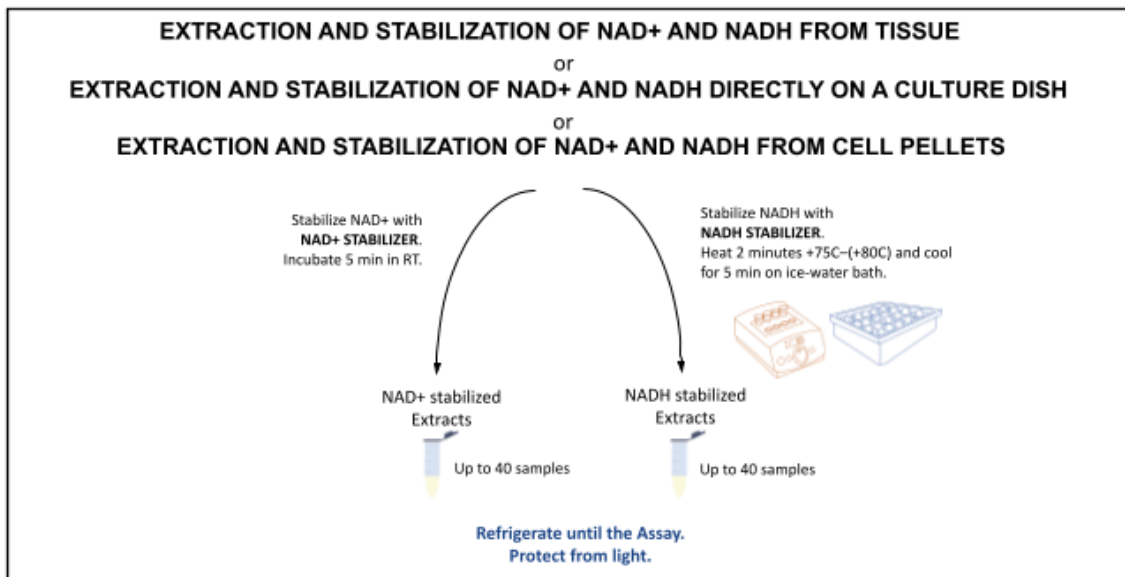 EXTRACTION AND STABILIZATION OF NAD+ AND NADH FROM TISSUE
or
EXTRACTION AND STABILIZATION OF NAD+ AND NADH DIRECTLY ON A CULTURE DISH
or
EXTRACTION AND STABILIZATION OF NAD+ AND NADH FROM CELL PELLETS
Stabilize NAD+ with
NAD+ STABILIZER.
Incubate 5 min in RT.
Stabilize NADH with
NADH STABILIZER.
Heat 2 minutes +75C–(+80C) and cool
for 5 min on ice-water bath.
NAD+ stabilized
Extracts
Up to 40 samples
NADH stabilized
Extracts
Up to 40 samples
Refrigerate until the Assay.
Protect from light.